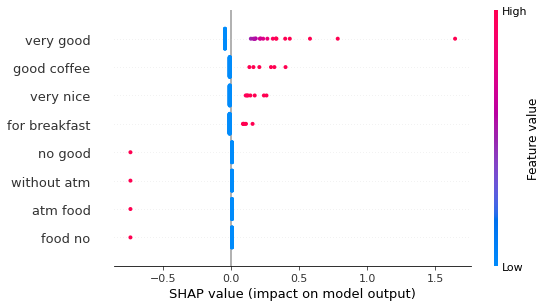 High
very good
good coffee
very nice
for breakfast
no good
without atm
atm food
food no
Feature value
Low
−0.5 0.0 0.5 1.0 1.5
SHAP value (impact on model output)